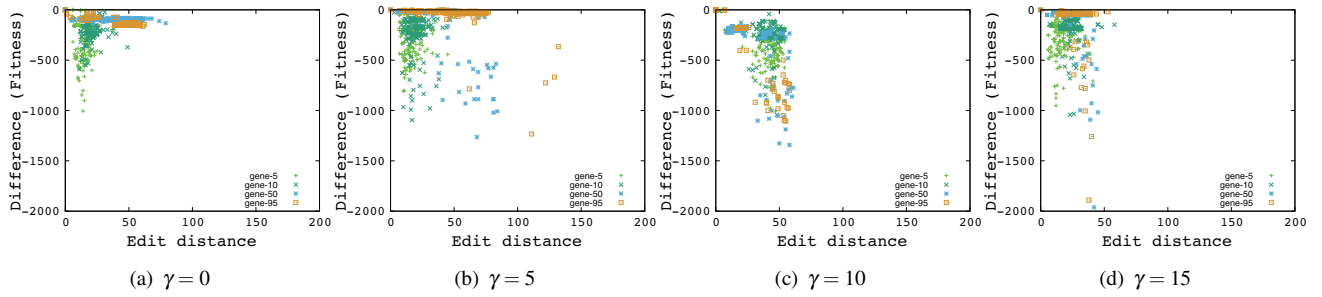 Difference (Fitness)
0
-500
-1000
-1500
-2000
gene-5
gene-10
gene-50
gene-95
0 50 100 150 200
Edit distance
(a) γ = 0
Difference (Fitness)
0
-500
-1000
-1500
-2000
gene-5
gene-10
gene-50
gene-95
0 50 100 150 200
Edit distance
(b) γ = 5
Difference (Fitness)
0
-500
-1000
-1500
-2000
gene-5
gene-10
gene-50
gene-95
0 50 100 150 200
Edit distance
(c) γ = 10
Difference (Fitness)
0
-500
-1000
-1500
-2000
gene-5
gene-10
gene-50
gene-95
0 50 100 150 200
Edit distance
(d) γ = 15